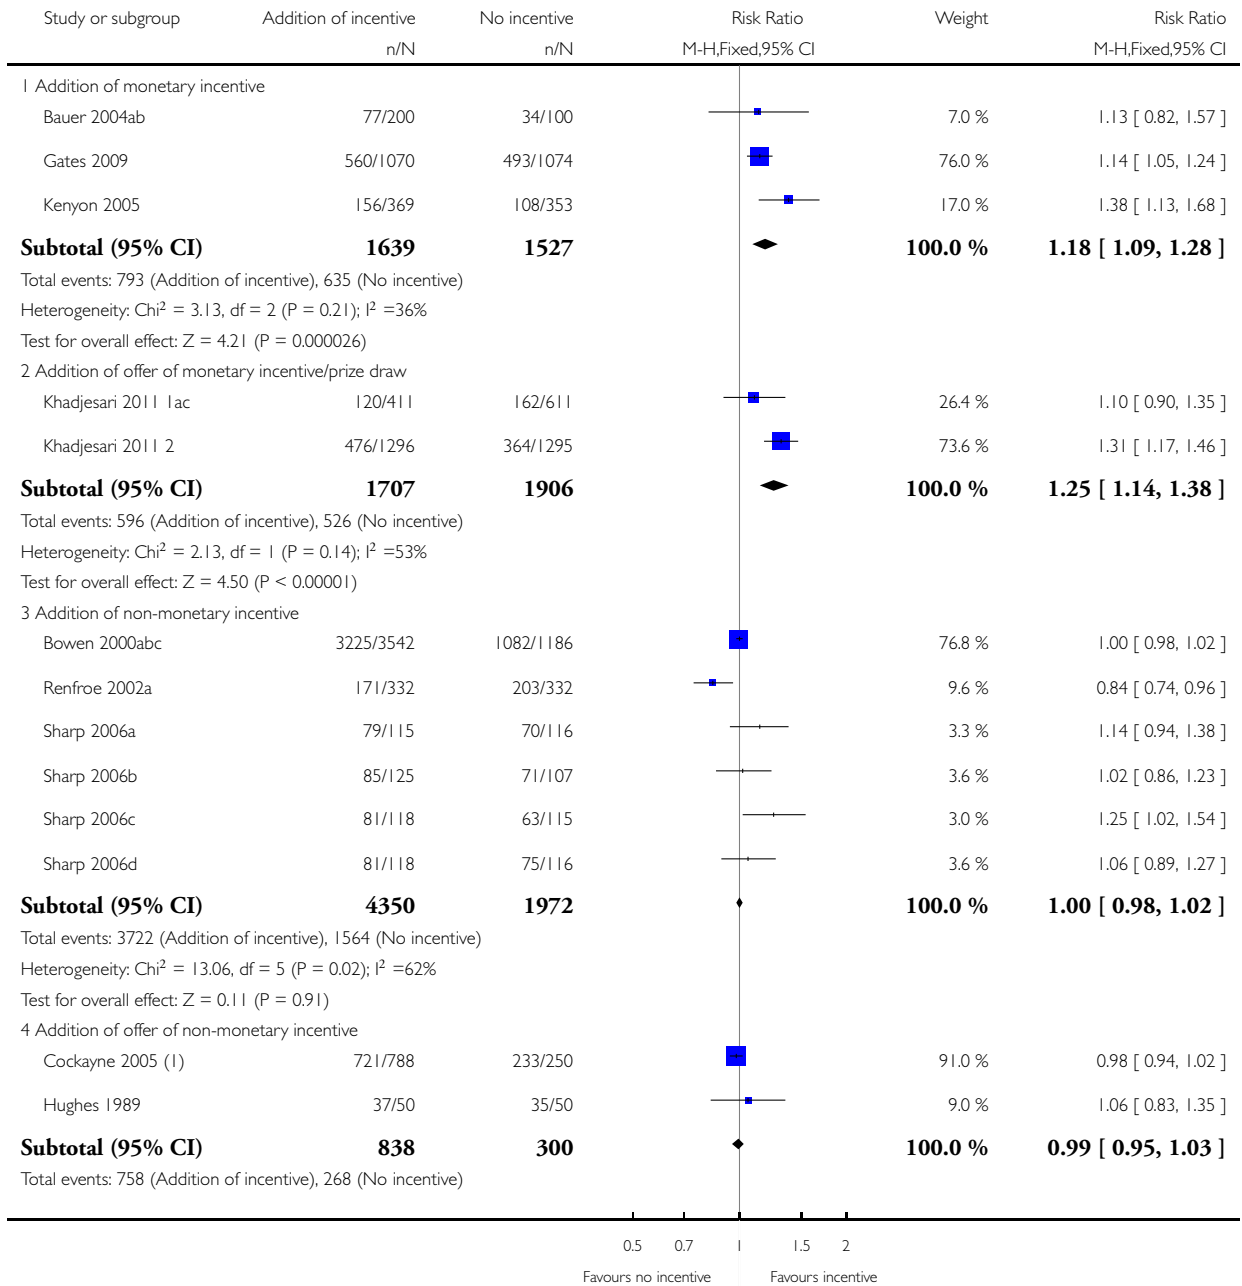 Study or subgroup Addition of incentive No incentive Risk Ratio Weight Risk Ratio
n/N n/N M-H,Fixed,95% CI M-H,Fixed,95% CI
1 Addition of monetary incentive
Bauer 2004ab 77/200 34/100 7.0 % 1.13 [ 0.82, 1.57 ]
Gates 2009 560/1070 493/1074 76.0 % 1.14 [ 1.05, 1.24 ]
Kenyon 2005 156/369 108/353 17.0 % 1.38 [ 1.13, 1.68 ]
Subtotal (95% CI) 1639 1527 100.0 % 1.18 [ 1.09, 1.28 ]
Total events: 793 (Addition of incentive), 635 (No incentive)
Heterogeneity: Chi² = 3.13, df = 2 (P = 0.21); I² =36%
Test for overall effect: Z = 4.21 (P = 0.000026)
2 Addition of offer of monetary incentive/prize draw
Khadjesari 2011 1ac 120/411 162/611 26.4 % 1.10 [ 0.90, 1.35 ]
Khadjesari 2011 2 476/1296 364/1295 73.6 % 1.31 [ 1.17, 1.46 ]
Subtotal (95% CI) 1707 1906 100.0 % 1.25 [ 1.14, 1.38 ]
Total events: 596 (Addition of incentive), 526 (No incentive)
Heterogeneity: Chi² = 2.13, df = 1 (P = 0.14); I² =53%
Test for overall effect: Z = 4.50 (P < 0.00001)
3 Addition of non-monetary incentive
Bowen 2000abc 3225/3542 1082/1186 76.8 % 1.00 [ 0.98, 1.02 ]
Renfroe 2002a 171/332 203/332 9.6 % 0.84 [ 0.74, 0.96 ]
Sharp 2006a 79/115 70/116 3.3 % 1.14 [ 0.94, 1.38 ]
Sharp 2006b 85/125 71/107 3.6 % 1.02 [ 0.86, 1.23 ]
Sharp 2006c 81/118 63/115 3.0 % 1.25 [ 1.02, 1.54 ]
Sharp 2006d 81/118 75/116 3.6 % 1.06 [ 0.89, 1.27 ]
Subtotal (95% CI) 4350 1972 100.0 % 1.00 [ 0.98, 1.02 ]
Total events: 3722 (Addition of incentive), 1564 (No incentive)
Heterogeneity: Chi² = 13.06, df = 5 (P = 0.02); I² =62%
Test for overall effect: Z = 0.11 (P = 0.91)
4 Addition of offer of non-monetary incentive
Cockayne 2005 (1) 721/788 233/250 91.0 % 0.98 [ 0.94, 1.02 ]
Hughes 1989 37/50 35/50 9.0 % 1.06 [ 0.83, 1.35 ]
Subtotal (95% CI) 838 300 100.0 % 0.99 [ 0.95, 1.03 ]
Total events: 758 (Addition of incentive), 268 (No incentive)
0.5 0.7 1 1.5 2
Favours no incentive Favours incentive